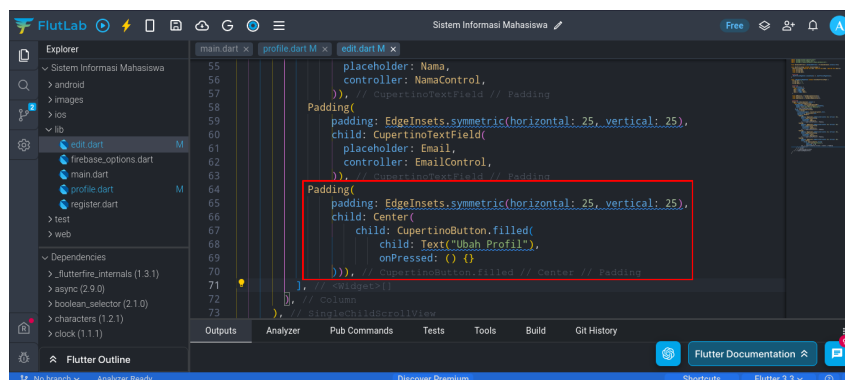 FlutLab
Sistem Informasi Mahasiswa
Free
A
Explorer
main.dart ×
profile.dart M ×
edit.dart M ×
Sistem Informasi Mahasiswa
android
images
ios
lib
edit.dart M
firebase_options.dart
main.dart
profile.dart M
register.dart
test
web
Dependencies
_flutterfire_internals (1.3.1)
async (2.9.0)
boolean_selector (2.1.0)
characters (1.2.1)
clock (1.1.1)
Flutter Outline
2
55 placeholder: Nama,
56 controller: NamaControl,
57 )), // CupertinoTextField // Padding
58 Padding(
59 padding: EdgeInsets.symmetric(horizontal: 25, vertical: 25),
60 child: CupertinoTextField(
61 placeholder: Email,
62 controller: EmailControl,
63 )), // CupertinoTextField // Padding
64 Padding(
65 padding: EdgeInsets.symmetric(horizontal: 25, vertical: 25),
66 child: Center(
67 child: CupertinoButton.filled(
68 child: Text("Ubah Profil"),
69 onPressed: () {}
70 ))), // CupertinoButton.filled // Center // Padding
71 ], // <Widget>[]
72 ), // Column
73 ), // SingleChildScrollView
Outputs Analyzer Pub Commands Tests Tools Build Git History
Flutter Documentation
No branch Analyzer Ready Discover Premium Shortcuts Flutter 3.3